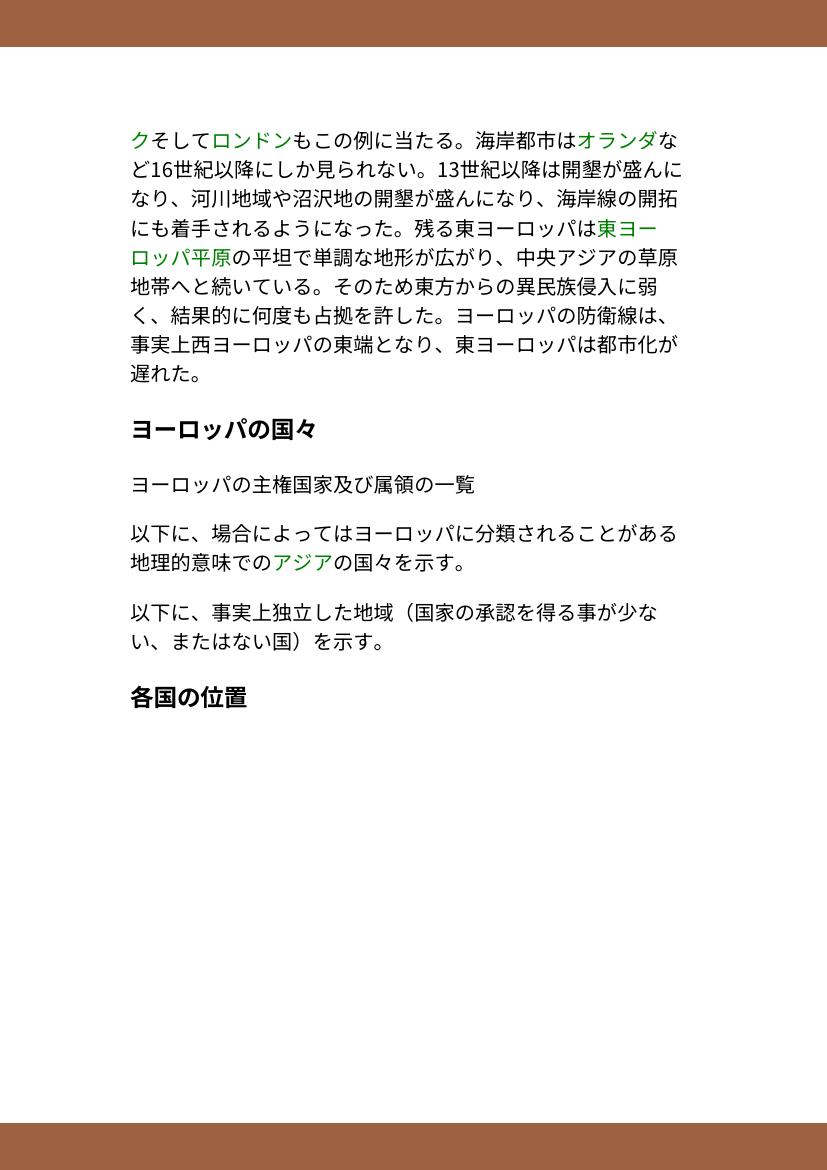 クそしてロンドンもこの例に当たる。海岸都市はオランダな
ど16世紀以降にしか見られない。13世紀以降は開墾が盛んに
なり、河川地域や沼沢地の開墾が盛んになり、海岸線の開拓
にも着手されるようになった。残る東ヨーロッパは東ヨー
ロッパ平原の平坦で単調な地形が広がり、中央アジアの草原
地帯へと続いている。そのため東方からの異民族侵入に弱
く、結果的に何度も占拠を許した。ヨーロッパの防衛線は、
事実上西ヨーロッパの東端となり、東ヨーロッパは都市化が
遅れた。
ヨーロッパの国々
ヨーロッパの主権国家及び属領の一覧
以下に、場合によってはヨーロッパに分類されることがある
地理的意味でのアジアの国々を示す。
以下に、事実上独立した地域（国家の承認を得る事が少な
い、またはない国）を示す。
各国の位置